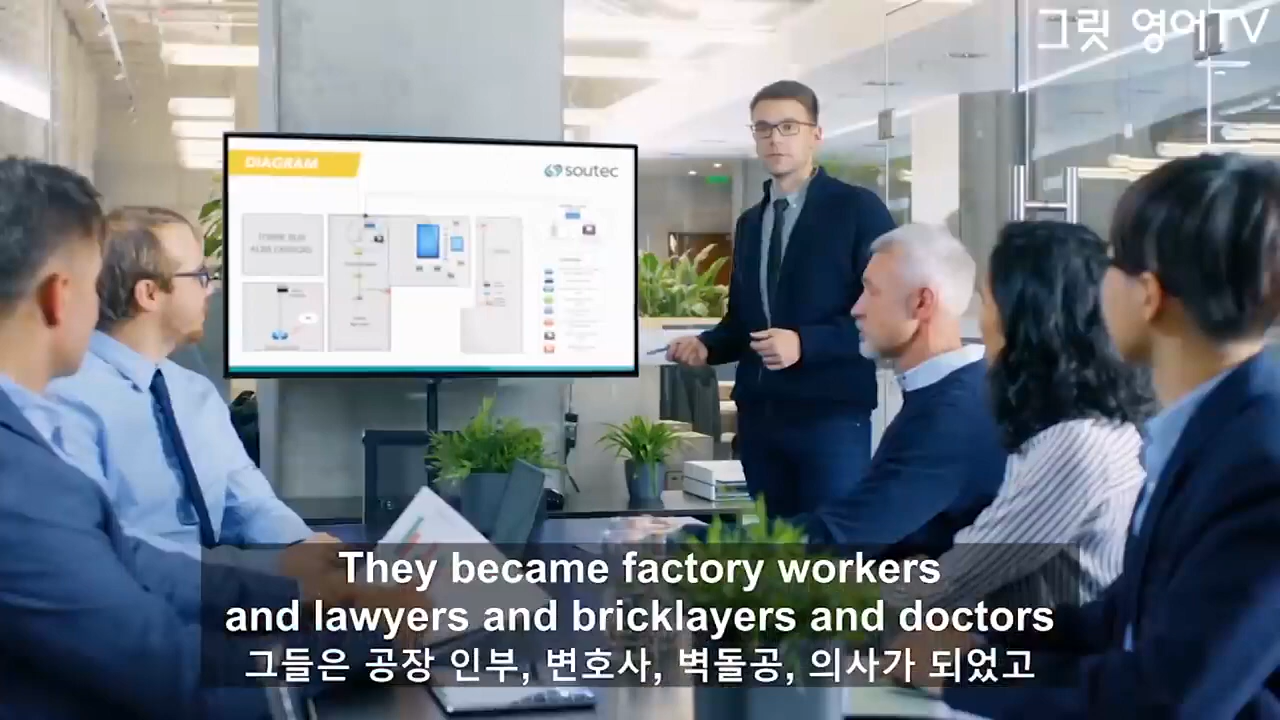 그릿 영어TV
DIAGRAM
soutec
They became factory workers
and lawyers and bricklayers and doctors
그들은 공장 인부, 변호사, 벽돌공, 의사가 되었고